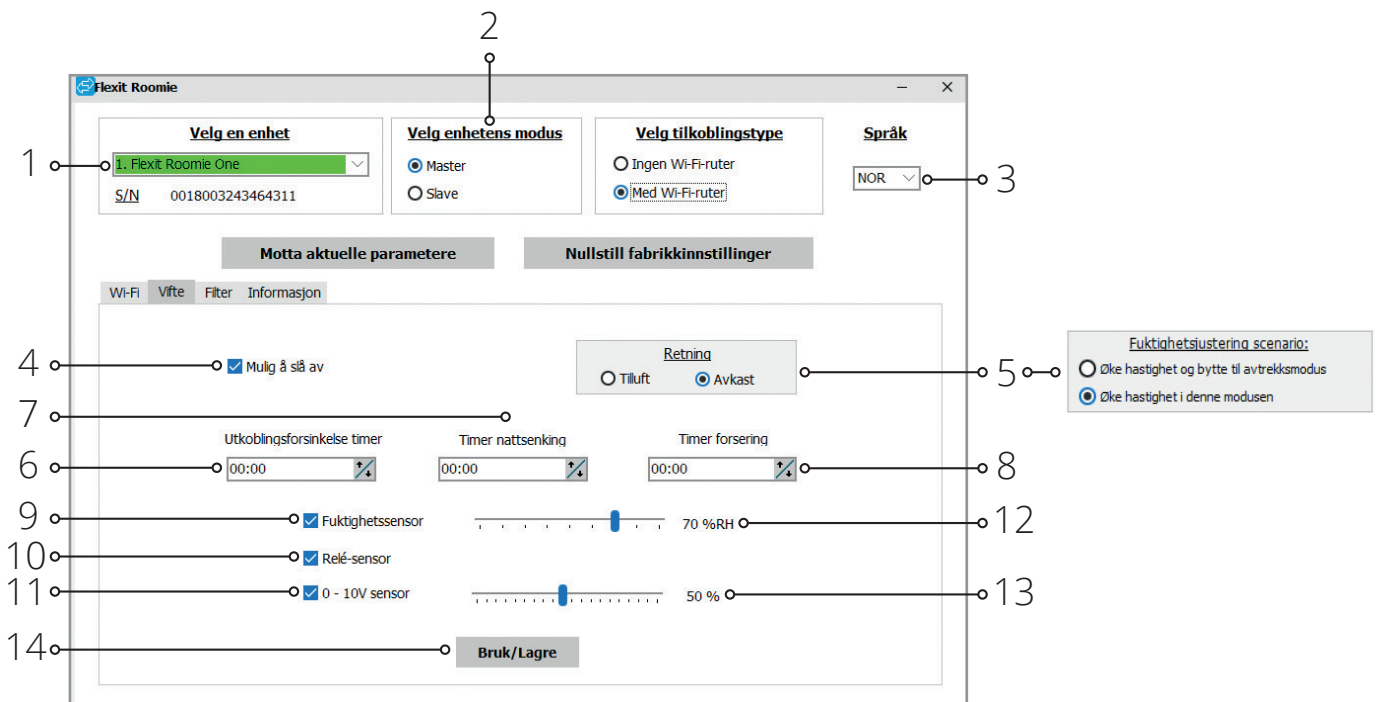 2
Flexit Roomie
Velg en enhet
Velg enhetens modus
Velg tilkoblingstype
Språk
1
1. Flexit Roomie One
Master
Ingen Wi-Fi-ruter
NOR
3
S/N 0018003243464311
Slave
Med Wi-Fi-ruter
Motta aktuelle parametere
Nullstill fabrikkinnstillinger
Wi-Fi Vifte Filter Informasjon
4
Mulig å slå av
Retning
Tilluft Avkast
5
Fuktighetsjustering scenario:
Øke hastighet og bytte til avtrekksmodus
Øke hastighet i denne modusen
7
Utkoblingsforsinkelse timer
Timer nattsenking
Timer forsering
6
00:00
00:00
00:00
8
9
Fuktighetssensor
70 %RH
12
10
Relé-sensor
11
0 - 10V sensor
50 %
13
14
Bruk/Lagre